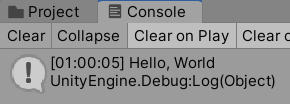 Project Console
Clear Collapse Clear on Play Clear o
[01:00:05] Hello, World
UnityEngine.Debug:Log(Object)